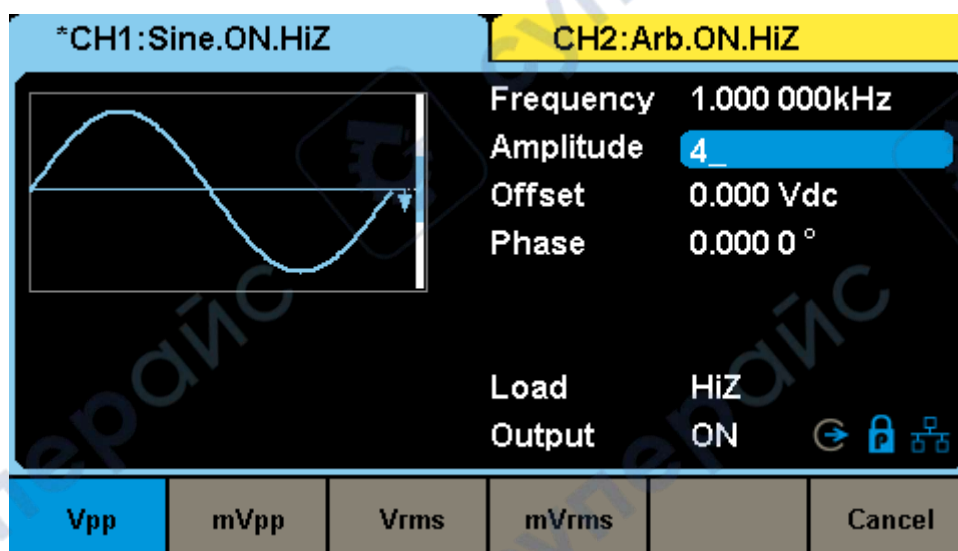 *CH1:Sine.ON.HiZ CH2:Arb.ON.HiZ
Frequency 1.000 000kHz
Amplitude 4_
Offset 0.000 Vdc
Phase 0.000 0 °
Load HiZ
Output ON
Vpp mVpp Vrms mVrms Cancel